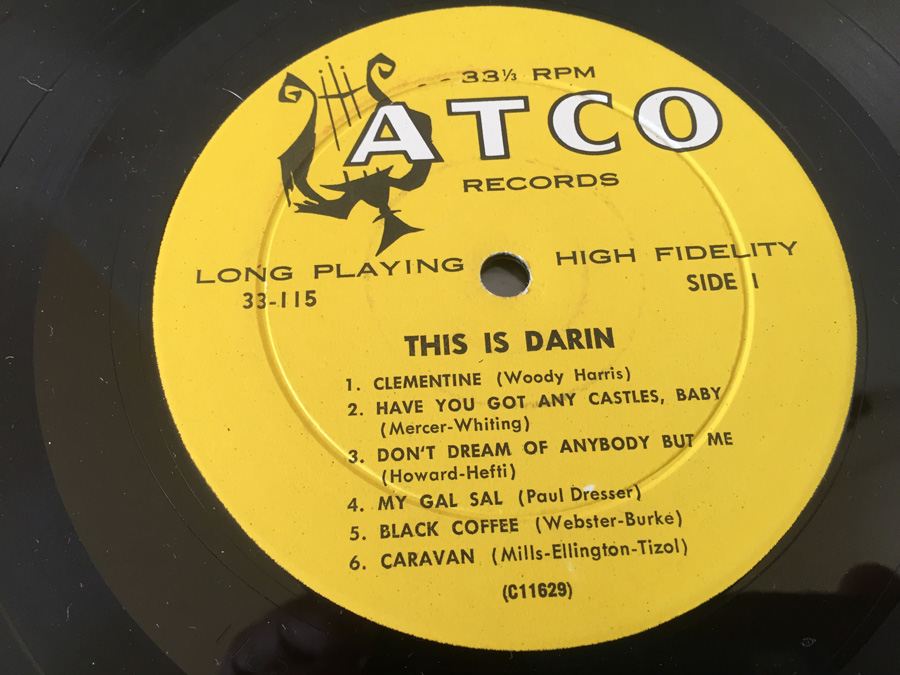 33⅓ RPM
ATCO
RECORDS
LONG PLAYING HIGH FIDELITY
33-115 SIDE 1
THIS IS DARIN
1. CLEMENTINE (Woody Harris)
2. HAVE YOU GOT ANY CASTLES, BABY
(Mercer-Whiting)
3. DON'T DREAM OF ANYBODY BUT ME
(Howard-Hefti)
4. MY GAL SAL (Paul Dresser)
5. BLACK COFFEE (Webster-Burke)
6. CARAVAN (Mills-Ellington-Tizol)
(C11629)